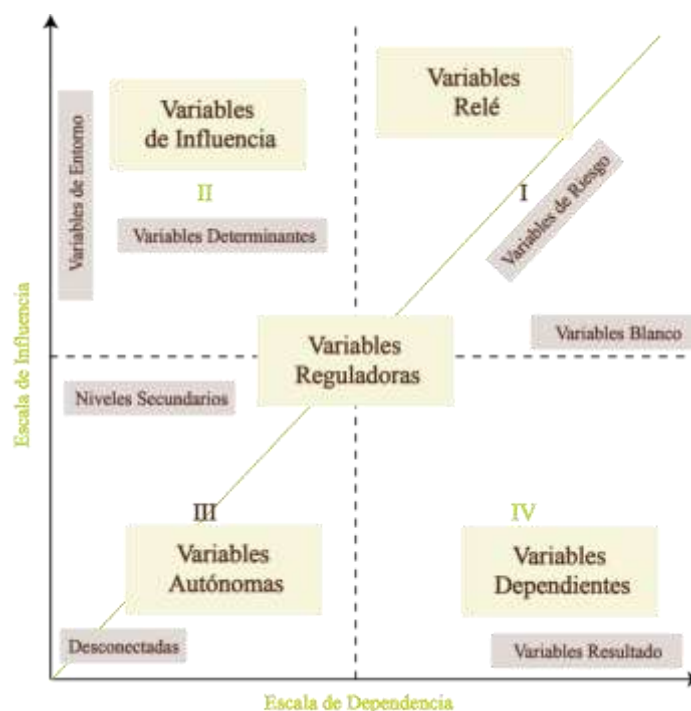 Variables
de Influencia
Variables
Relé
Variables de Entorno
II
I
Variables Determinantes
Variables de Riesgo
Variables
Reguladoras
Variables Blanco
Escala de Influencia
Niveles Secundarios
III
IV
Variables
Autónomas
Variables
Dependientes
Desconectadas
Variables Resultado
Escala de Dependencia